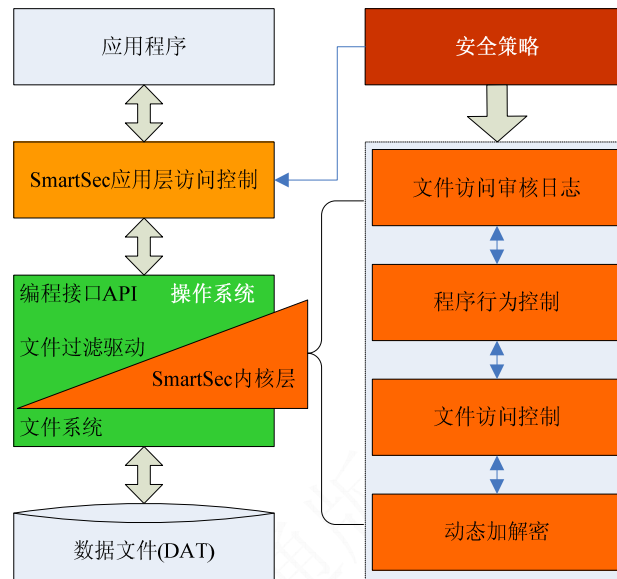 应用程序
安全策略
SmartSec应用层访问控制
文件访问审核日志
编程接口API
操作系统
程序行为控制
文件过滤驱动
SmartSec内核层
文件访问控制
文件系统
动态加解密
数据文件(DAT)